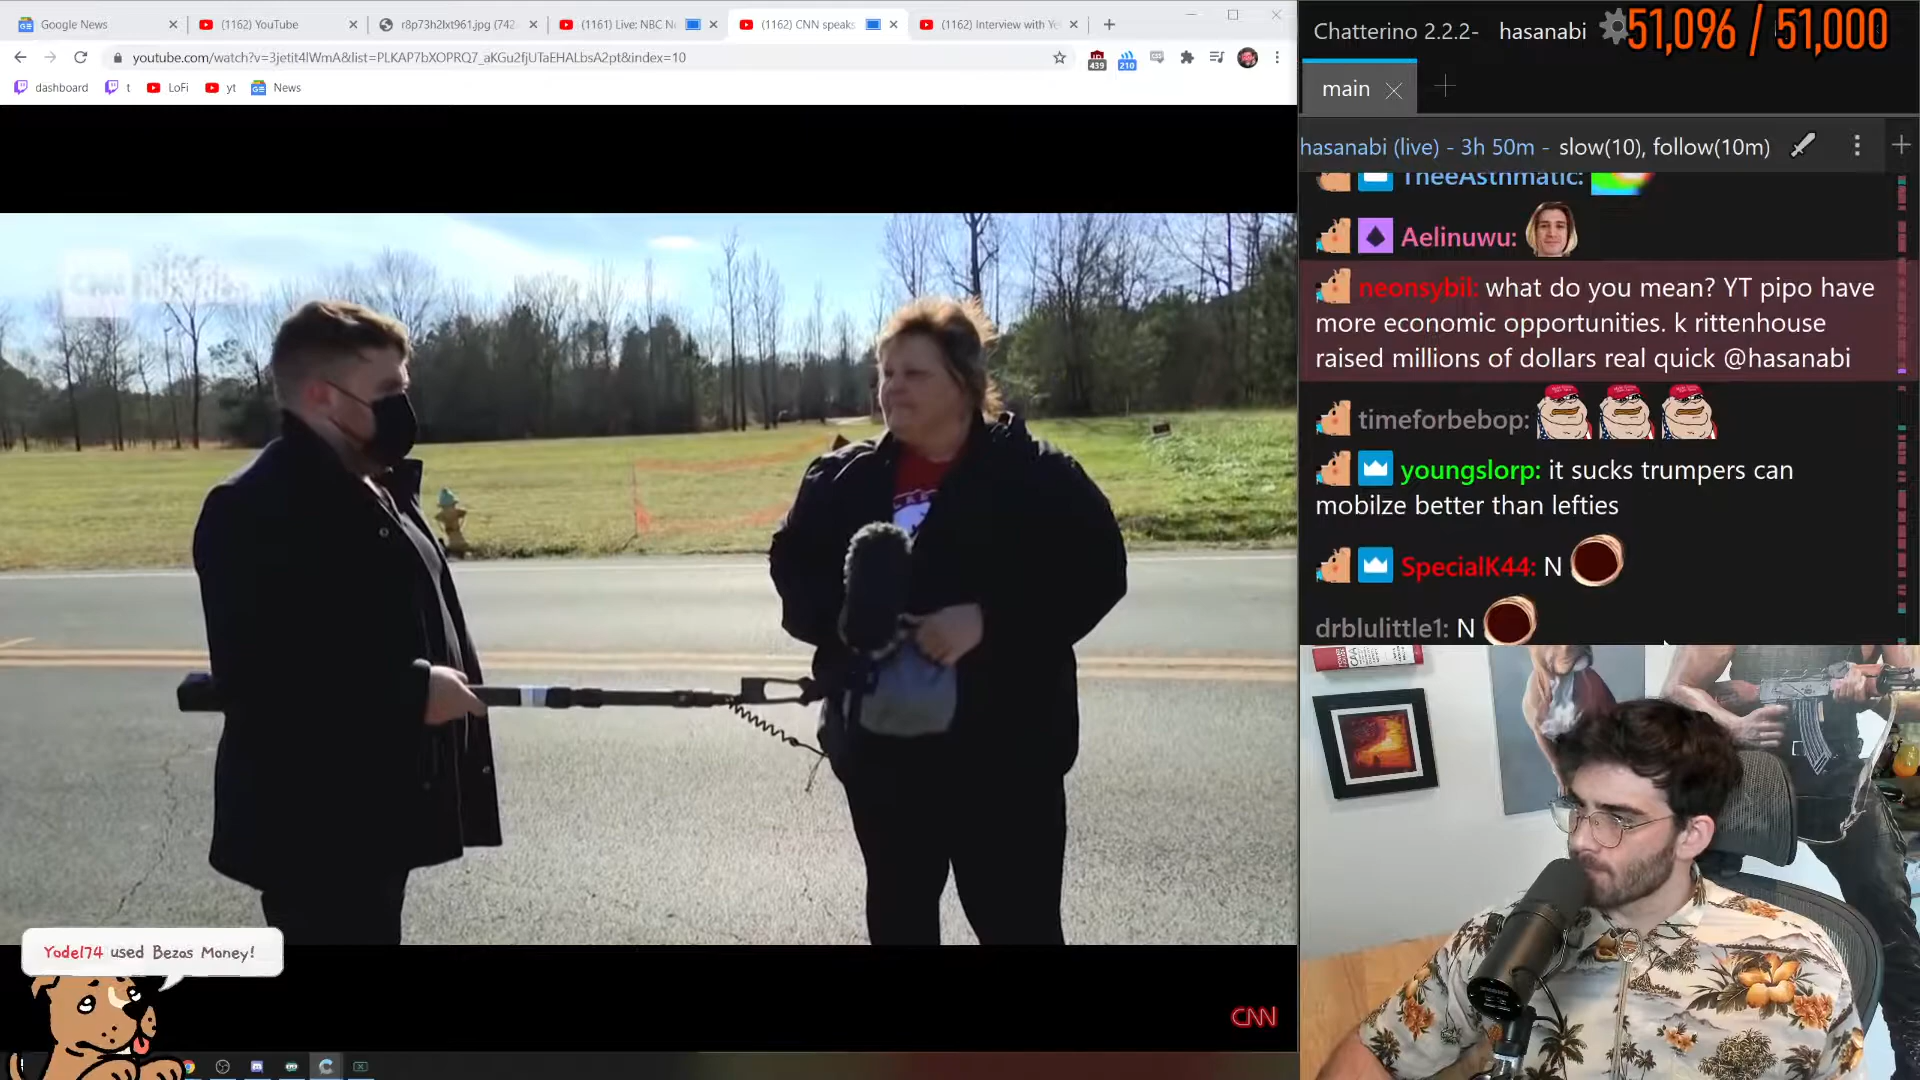 Google News
(1162) YouTube
r8p73h2lxt961.jpg (742
(1161) Live: NBC N
(1162) CNN speaks
(1162) Interview with Ye
youtube.com/watch?v=3jetit4lWmA&list=PLKAP7bXOPRQ7_aKGu2fjUTaEHALbsA2pt&index=10
439
210
dashboard
t
LoFi
yt
News
Chatterino 2.2.2-
hasanabi
51,096 / 51,000
main
hasanabi (live) - 3h 50m - slow(10), follow(10m)
TheeAsthmatic:
Aelinuwu:
neonsybil: what do you mean? YT pipo have
more economic opportunities. k rittenhouse
raised millions of dollars real quick @hasanabi
timeforbebop:
youngslorp: it sucks trumpers can
mobilze better than lefties
SpecialK44: N
drblulittle1: N
Yodel74 used Bezos Money!
CNN